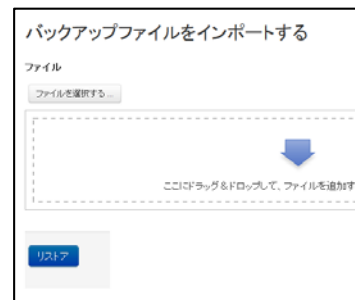 バックアップファイルをインポートする
ファイル
ファイルを選択する...
ここにドラッグ&ドロップして、ファイルを追加す
リストア